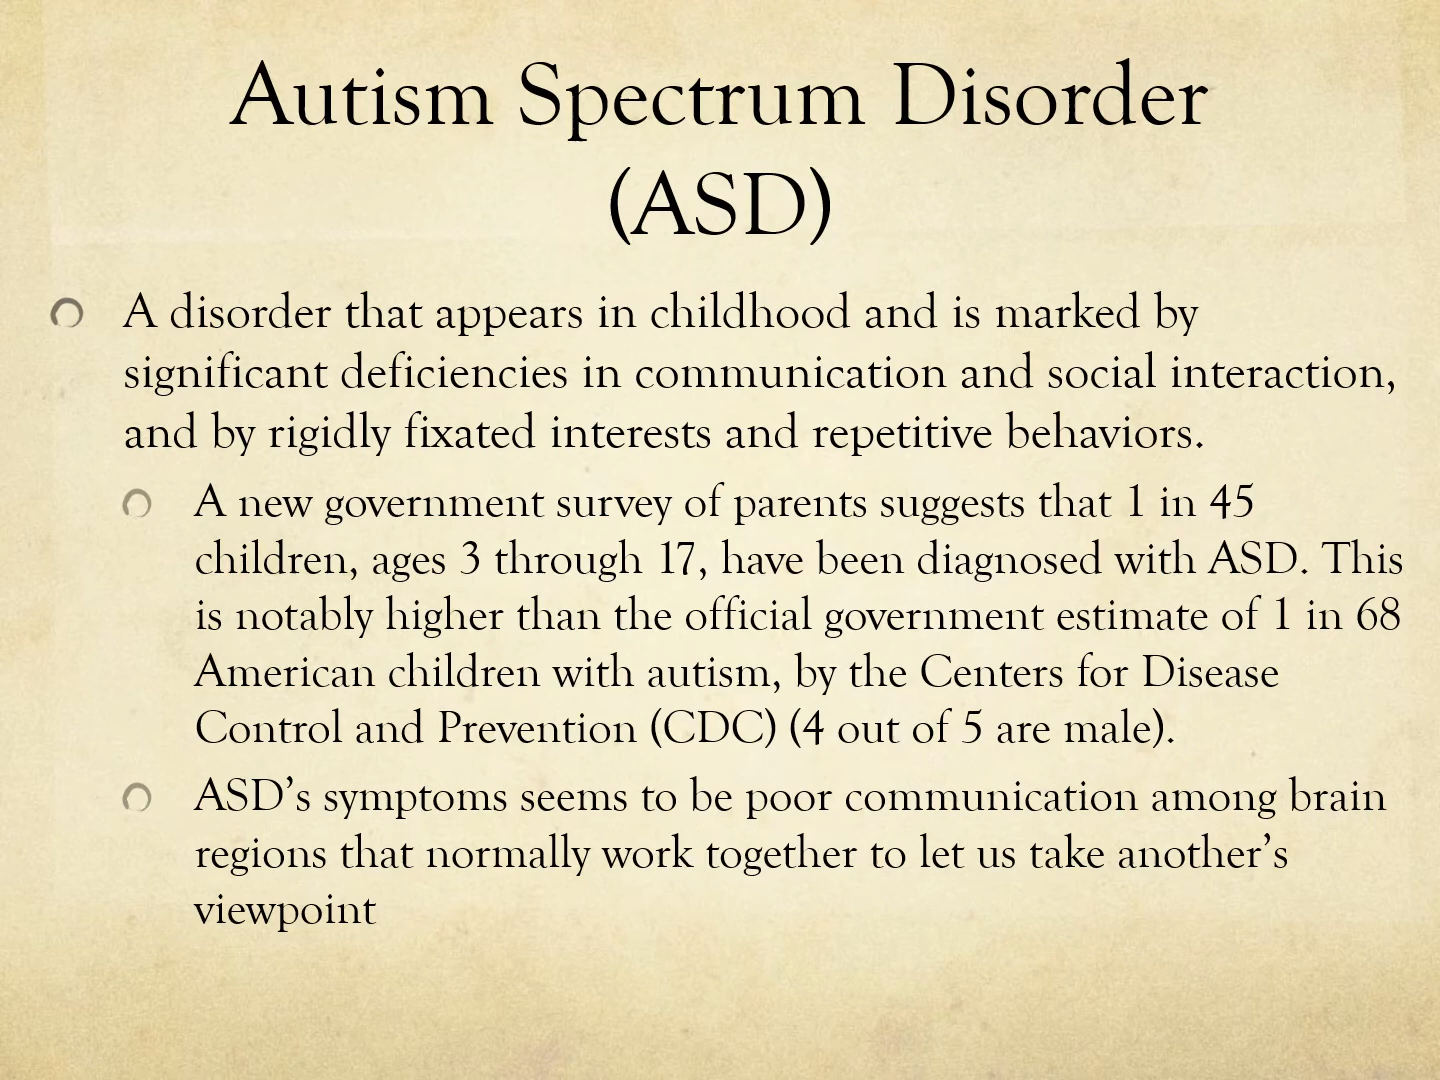 Autism Spectrum Disorder
(ASD)
A disorder that appears in childhood and is marked by
significant deficiencies in communication and social interaction,
and by rigidly fixated interests and repetitive behaviors.
A new government survey of parents suggests that 1 in 45
children, ages 3 through 17, have been diagnosed with ASD. This
is notably higher than the official government estimate of 1 in 68
American children with autism, by the Centers for Disease
Control and Prevention (CDC) (4 out of 5 are male).
ASD’s symptoms seems to be poor communication among brain
regions that normally work together to let us take another’s
viewpoint